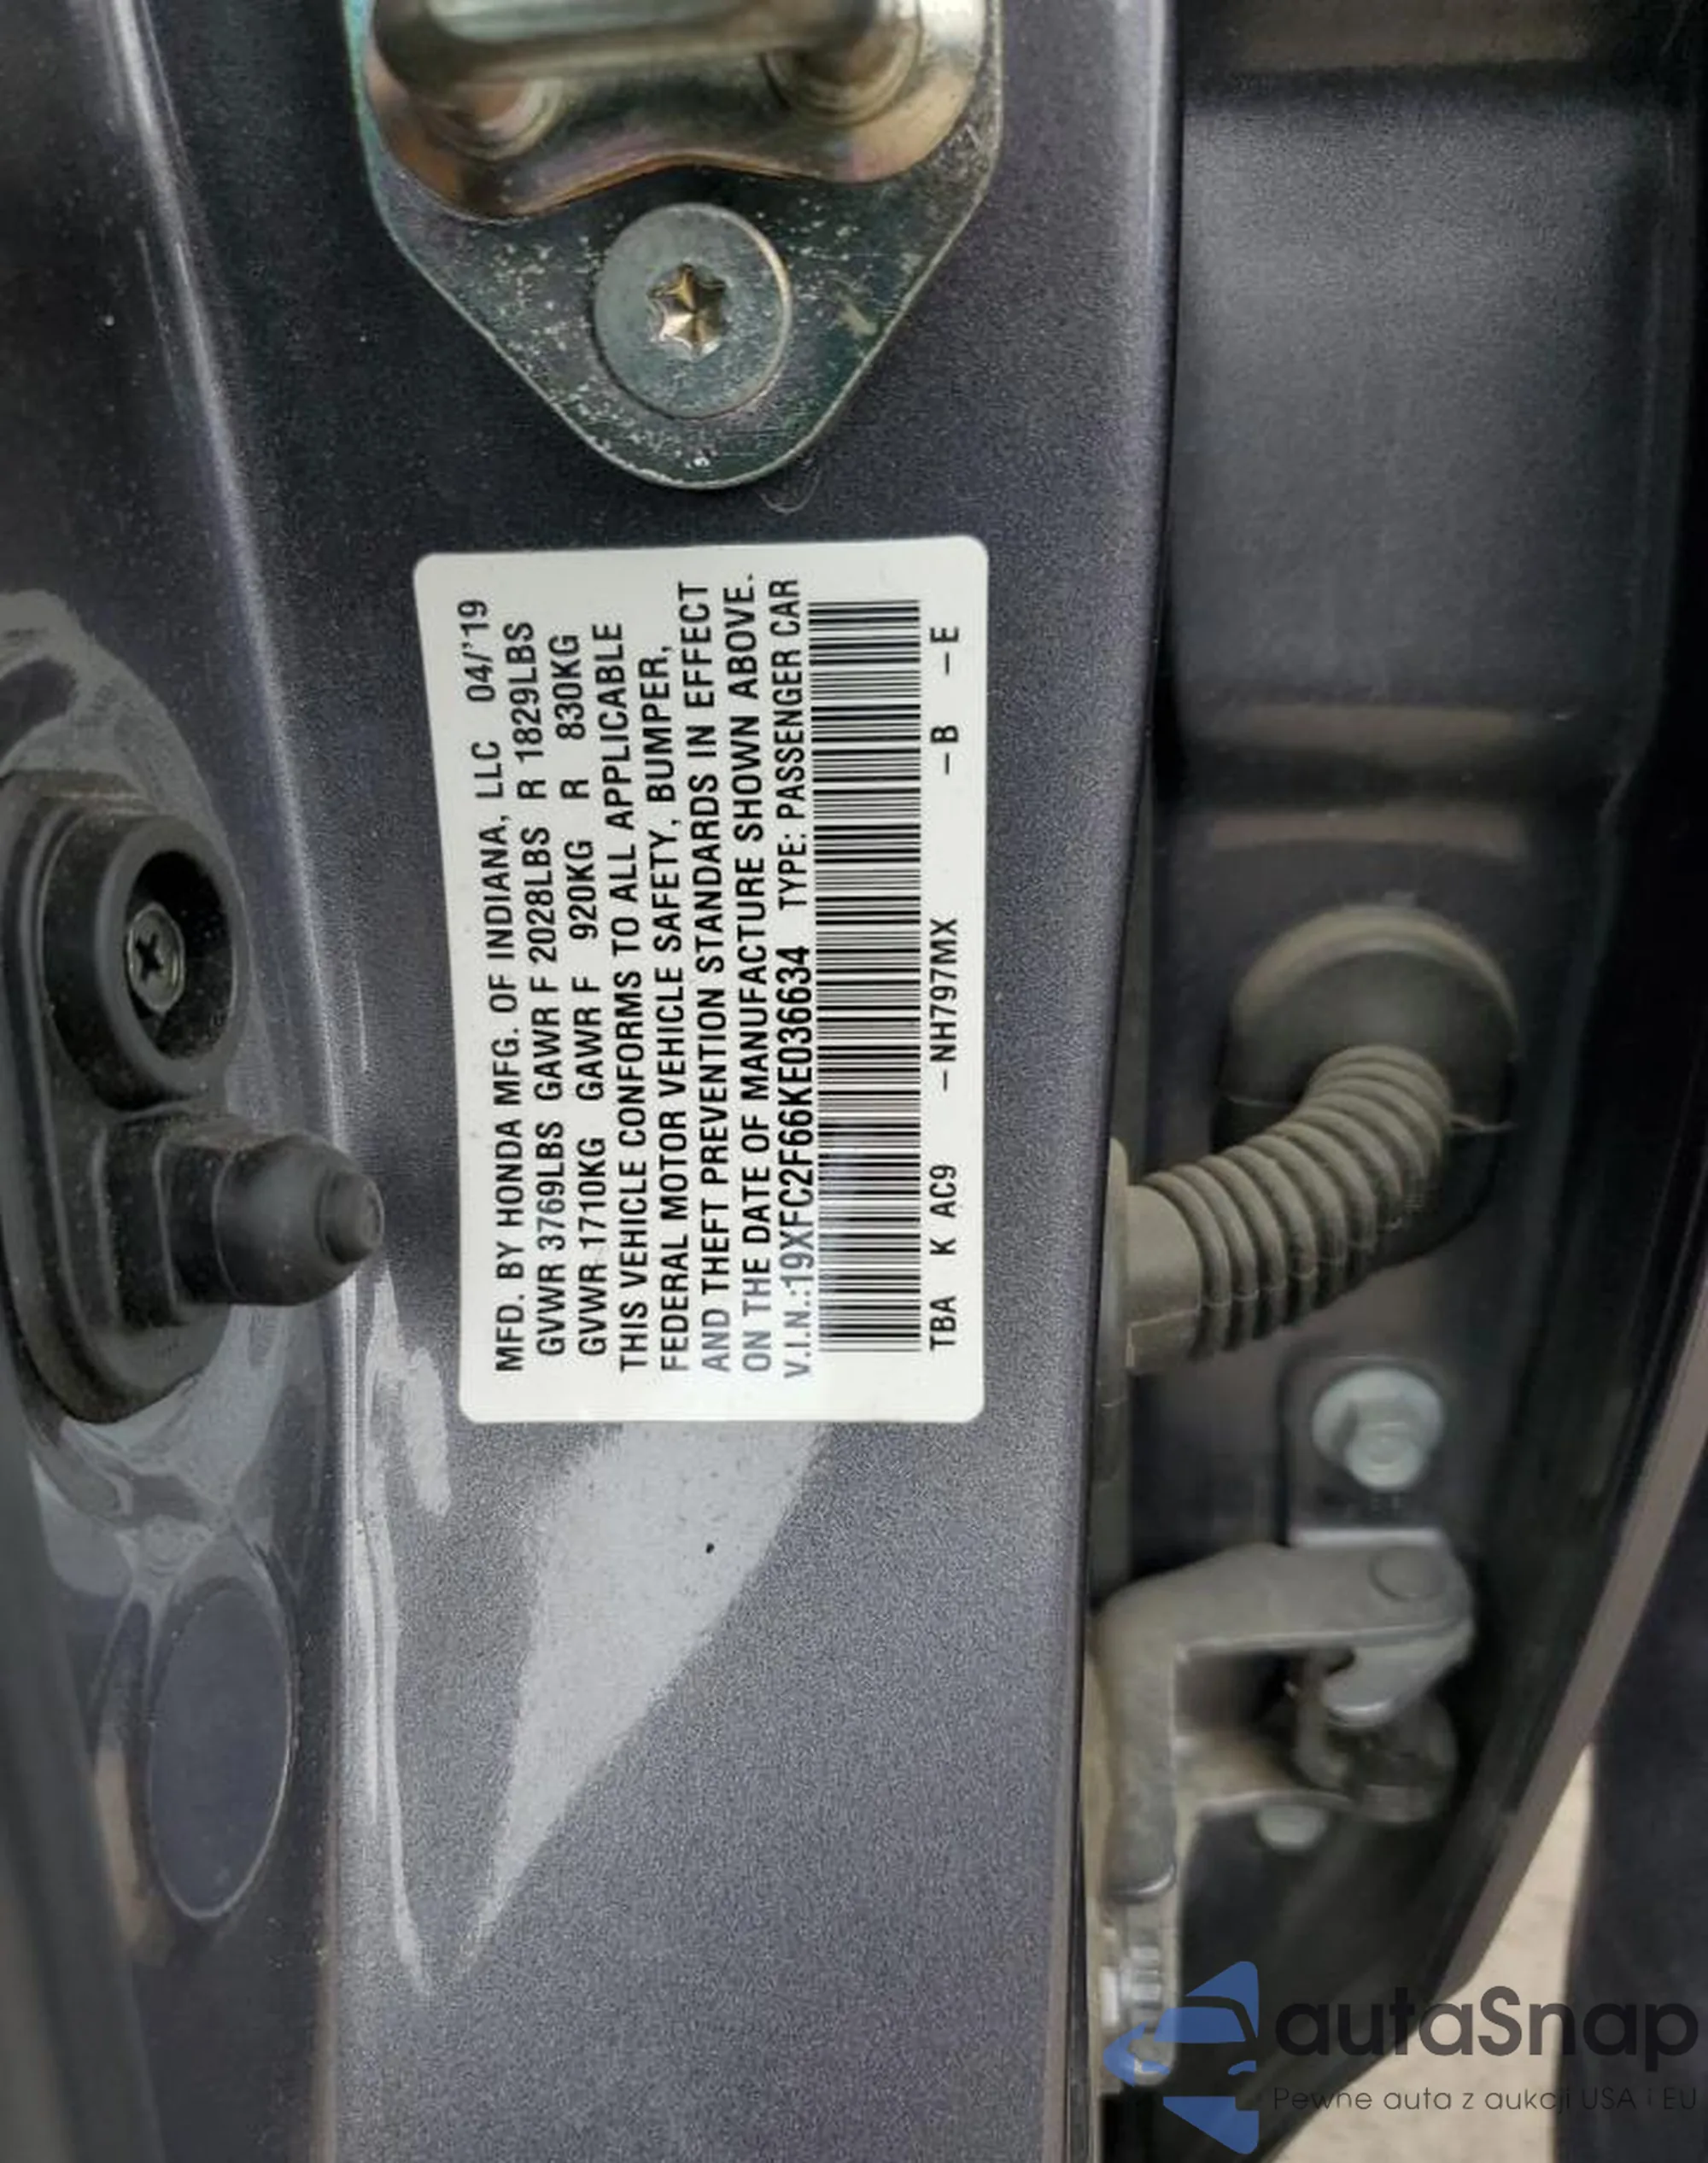 MFD. BY HONDA MFG. OF INDIANA, LLC 04/'19
GVWR 3769LBS GAWR F 2028LBS R 1829LBS
GVWR 1710KG GAWR F 920KG R 830KG
THIS VEHICLE CONFORMS TO ALL APPLICABLE
FEDERAL MOTOR VEHICLE SAFETY, BUMPER,
AND THEFT PREVENTION STANDARDS IN EFFECT
ON THE DATE OF MANUFACTURE SHOWN ABOVE.
V.I.N.:19XFC2F66KE036634 TYPE: PASSENGER CAR
TBA K AC9 -NH797MX -B -E
autaSnap
Pewne auta z aukcji USA i EU